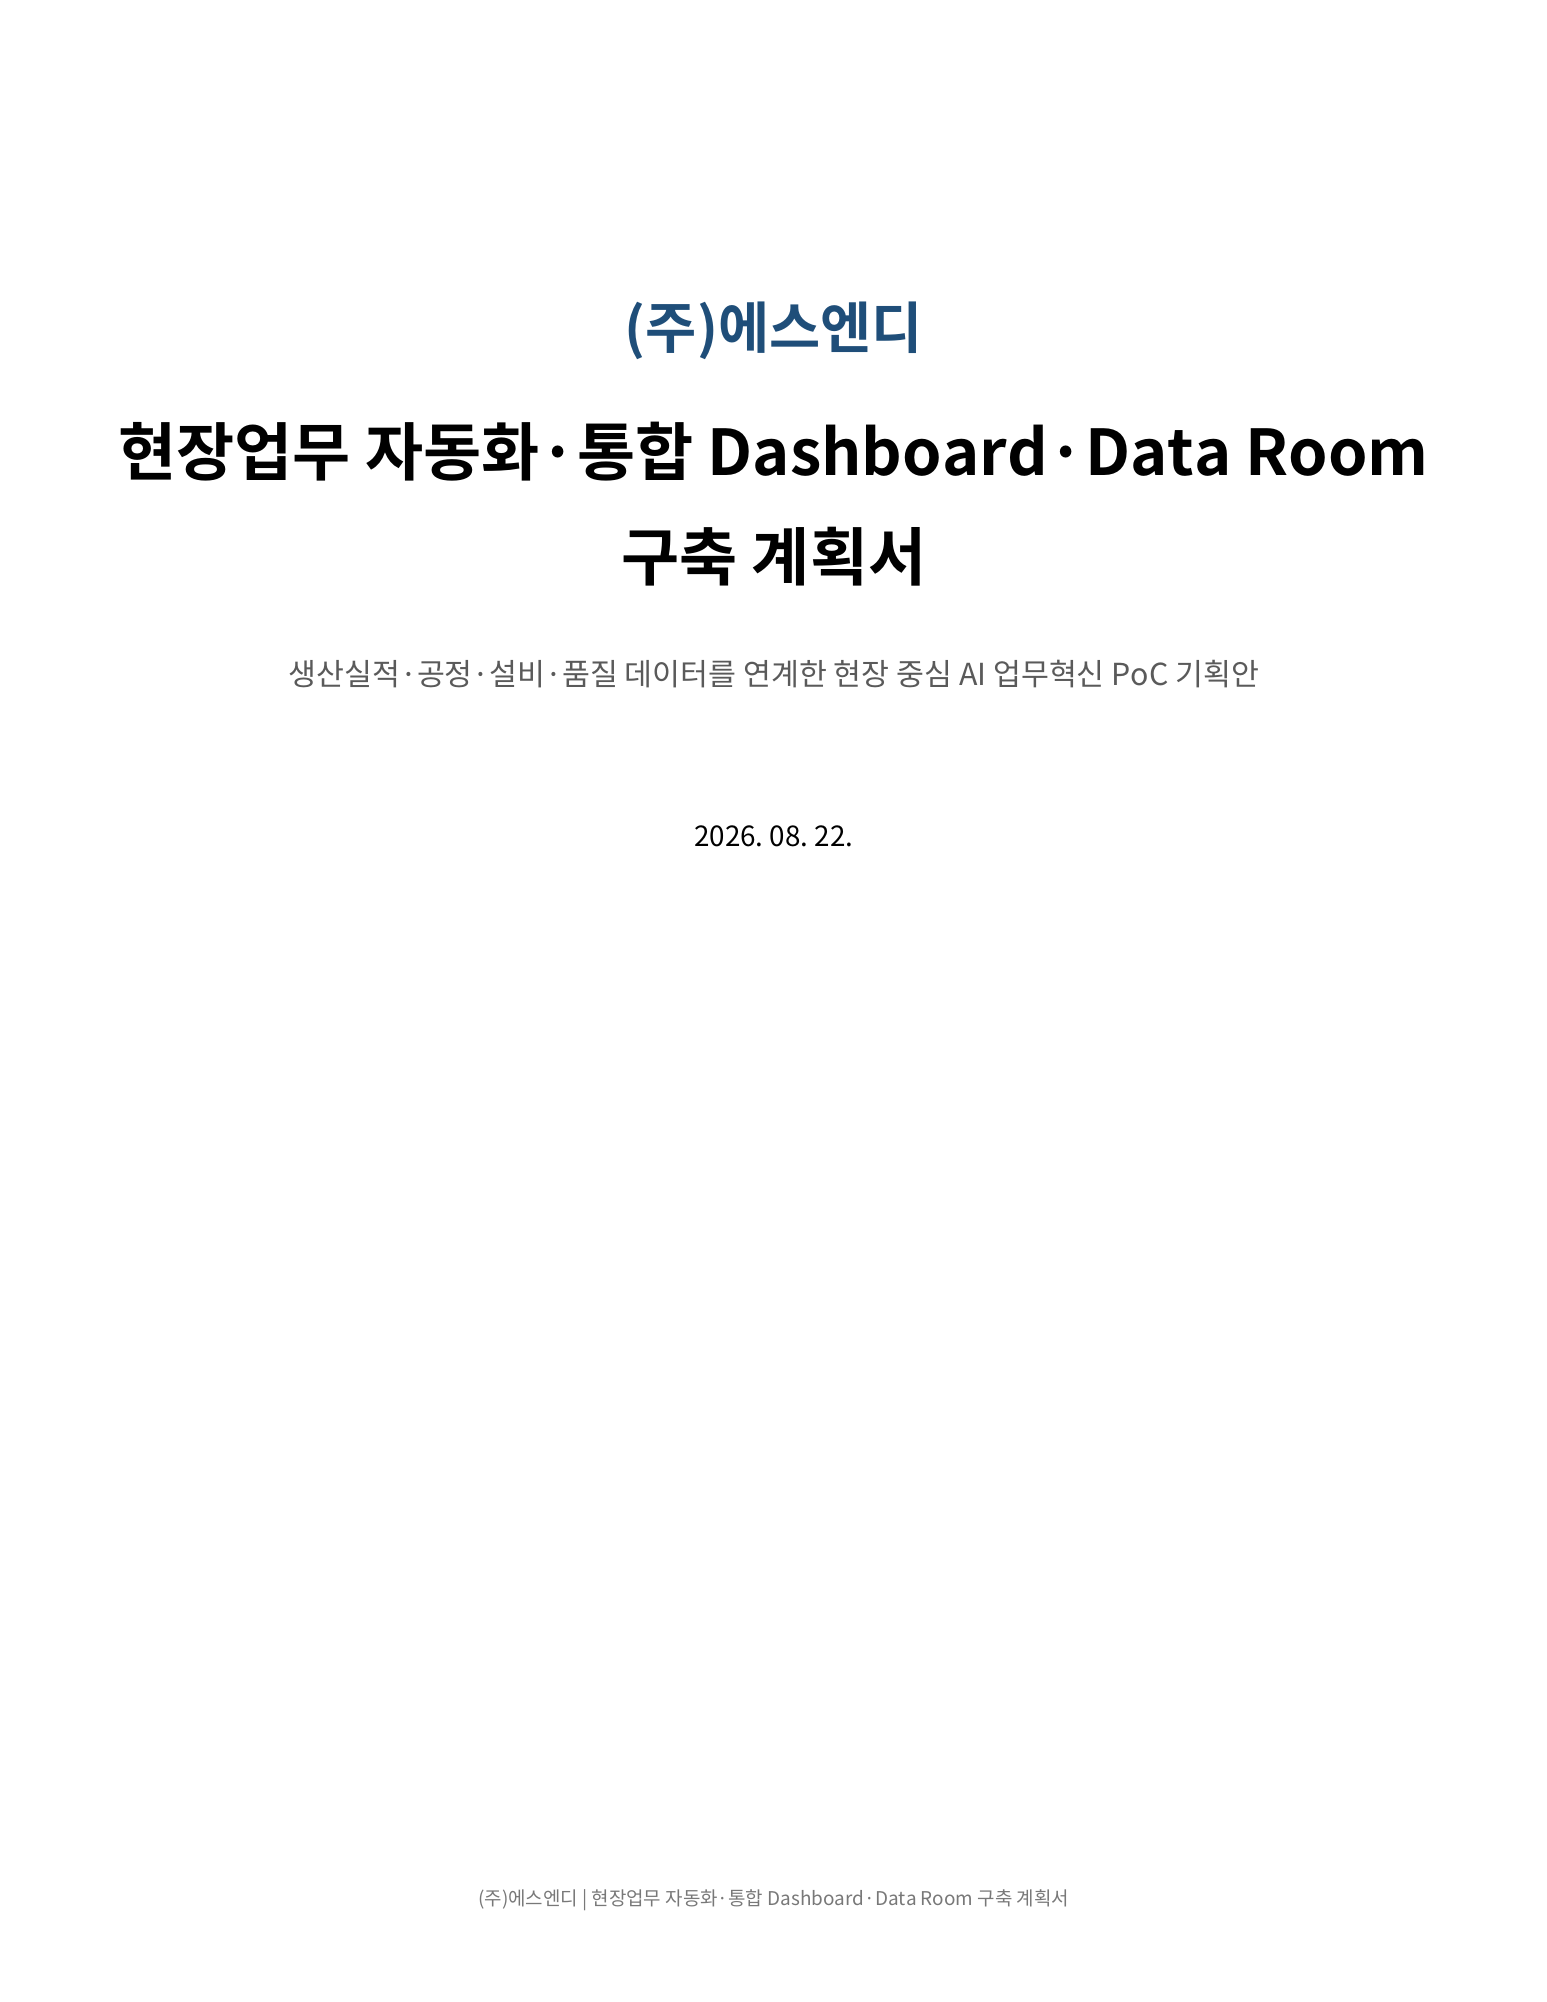 (주)에스엔디
현장업무 자동화·통합 Dashboard·Data Room
구축 계획서
생산실적·공정·설비·품질 데이터를 연계한 현장 중심 AI 업무혁신 PoC 기획안
2026. 08. 22.
(주)에스엔디 | 현장업무 자동화·통합 Dashboard·Data Room 구축 계획서